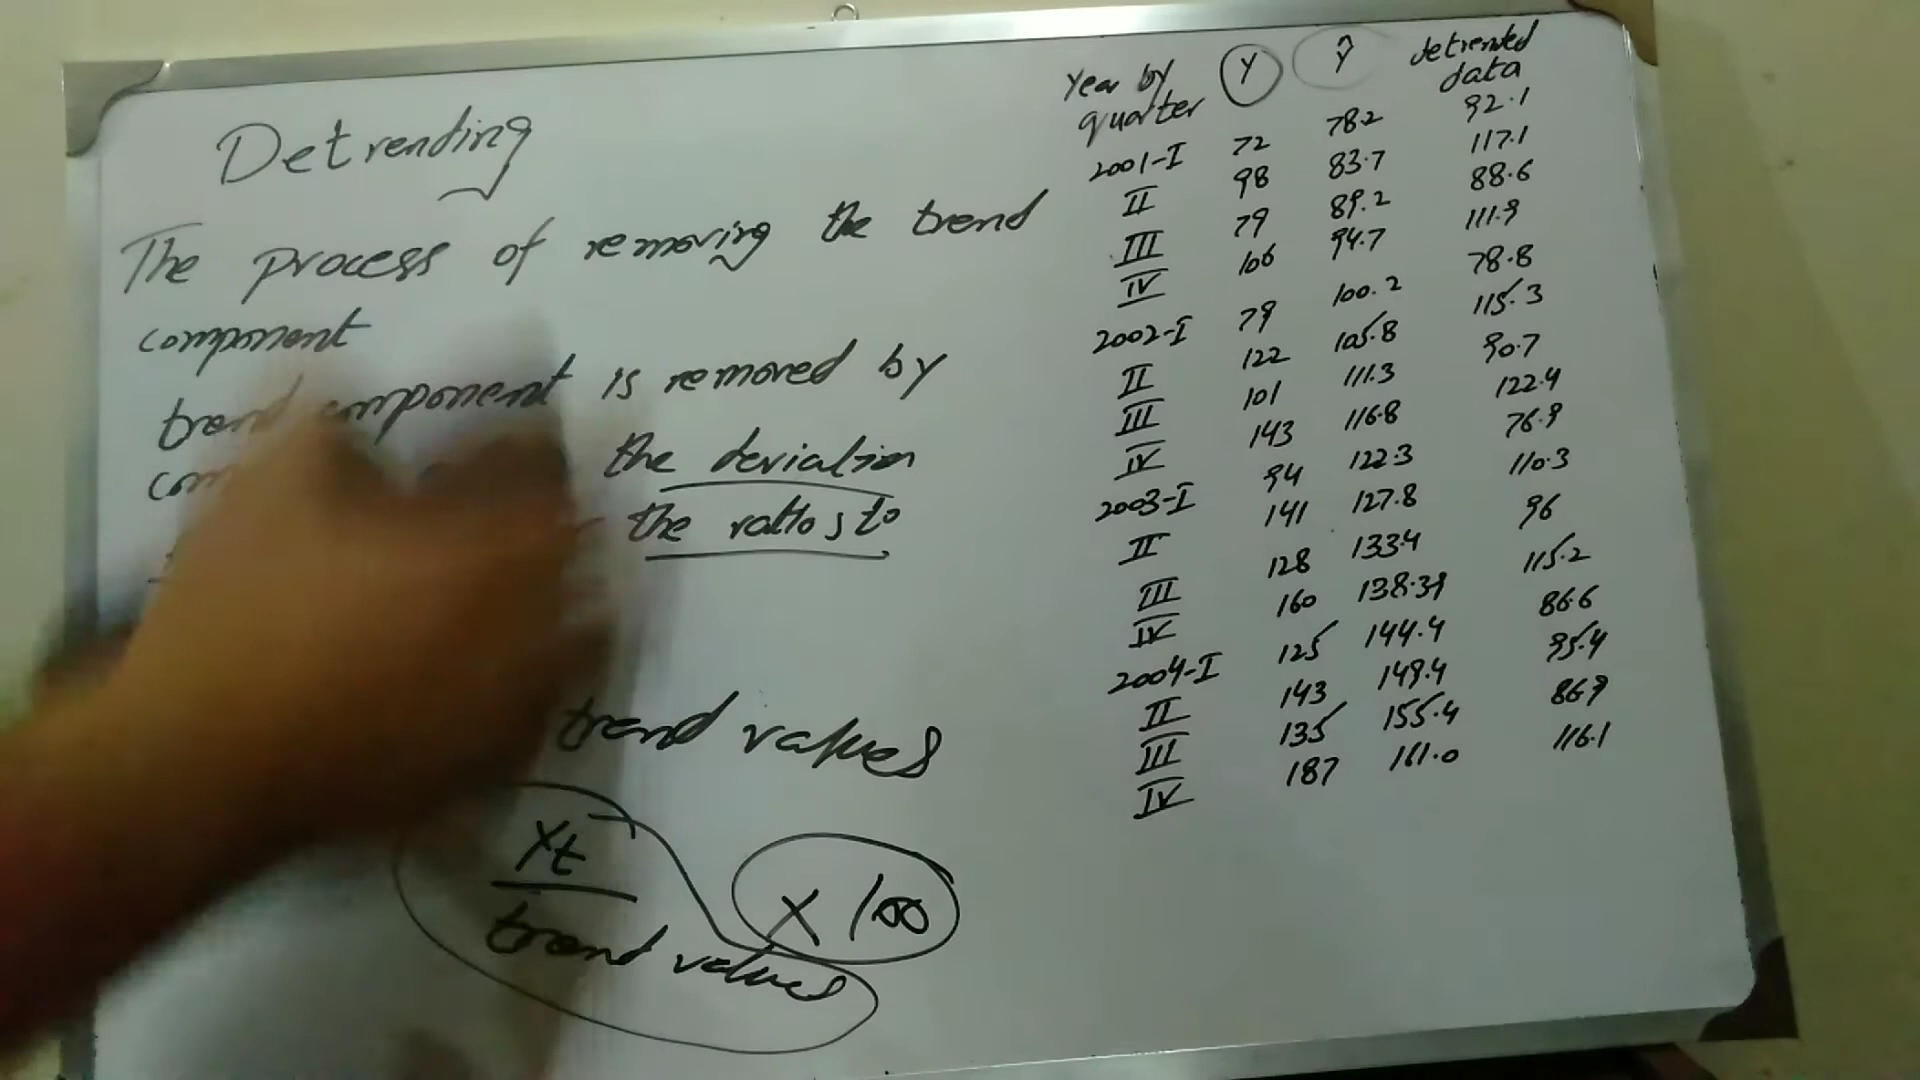 Detrending
The process of removing the trend
component
component is removed by
the deviation
the ratios to
trend values
Yt
trend values
X 100
Year by quarter Y Ŷ detrended data
2001-I 72 78.2 92.1
II 98 83.7 117.1
III 79 89.2 88.6
IV 106 94.7 111.9
2002-I 79 100.2 78.8
II 122 105.8 115.3
III 101 111.3 90.7
IV 143 116.8 122.4
2003-I 94 122.3 76.9
II 141 127.8 110.3
III 128 133.4 96
IV 160 138.39 115.2
2004-I 125 144.4 86.6
II 143 149.4 95.4
III 135 155.4 86.9
IV 187 161.0 116.1